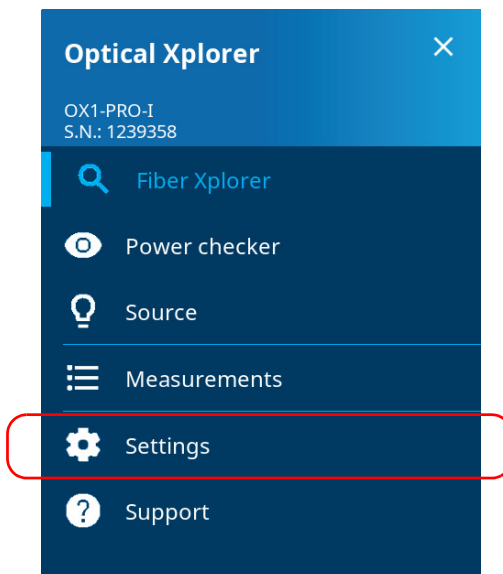 Optical Xplorer
OX1-PRO-I
S.N.: 1239358
Fiber Xplorer
Power checker
Source
Measurements
Settings
Support